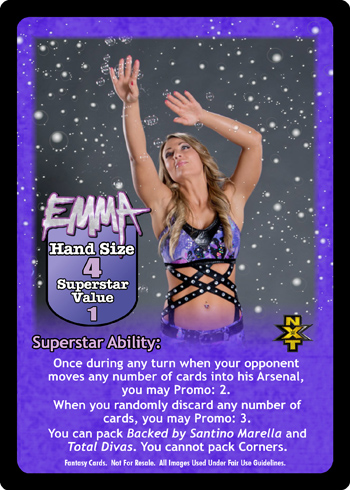 EMMA
Hand Size
4
Superstar
Value
1
NXT
Superstar Ability:
Once during any turn when your opponent
moves any number of cards into his Arsenal,
you may Promo: 2.
When you randomly discard any number of
cards, you may Promo: 3.
You can pack Backed by Santino Marella and
Total Divas. You cannot pack Corners.
Fantasy Cards. Not For Resale. All Images Used Under Fair Use Guidelines.